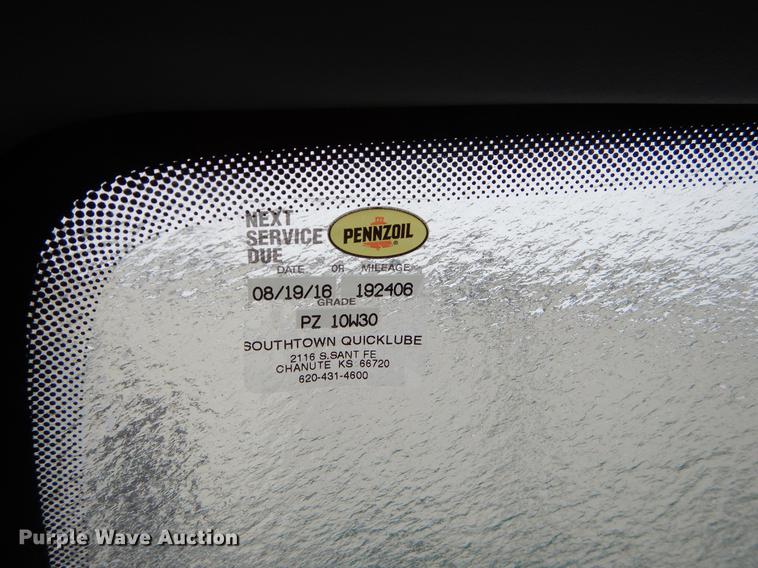 NEXT
SERVICE
DUE
PENNZOIL
DATE OR MILEAGE
08/19/16 192406
GRADE
PZ 10W30
SOUTHTOWN QUICKLUBE
2116 S.SANT FE
CHANUTE KS 66720
620-431-4600
Purple Wave Auction